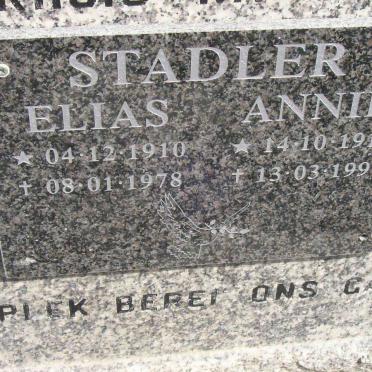 STADLER
ELIAS ANNI
★ 04·12·1910 ★ 14·10·19
✝ 08·01·1978 ✝ 13·03·199
PLEK BEREI ONS